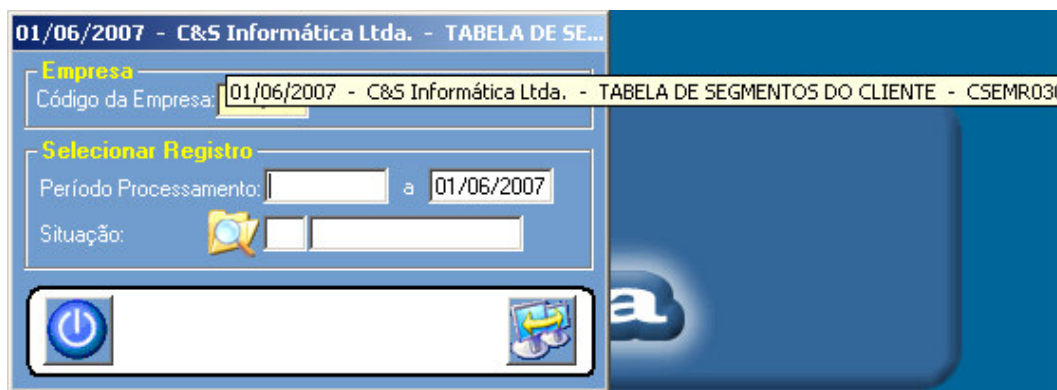 01/06/2007 - C&S Informática Ltda. - TABELA DE SE...
Empresa
Código da Empresa:
01/06/2007 - C&S Informática Ltda. - TABELA DE SEGMENTOS DO CLIENTE - CSEMR030
Selecionar Registro
Período Processamento: a 01/06/2007
Situação:
a